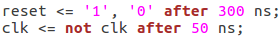 reset <= '1', '0' after 300 ns;
clk <= not clk after 50 ns;